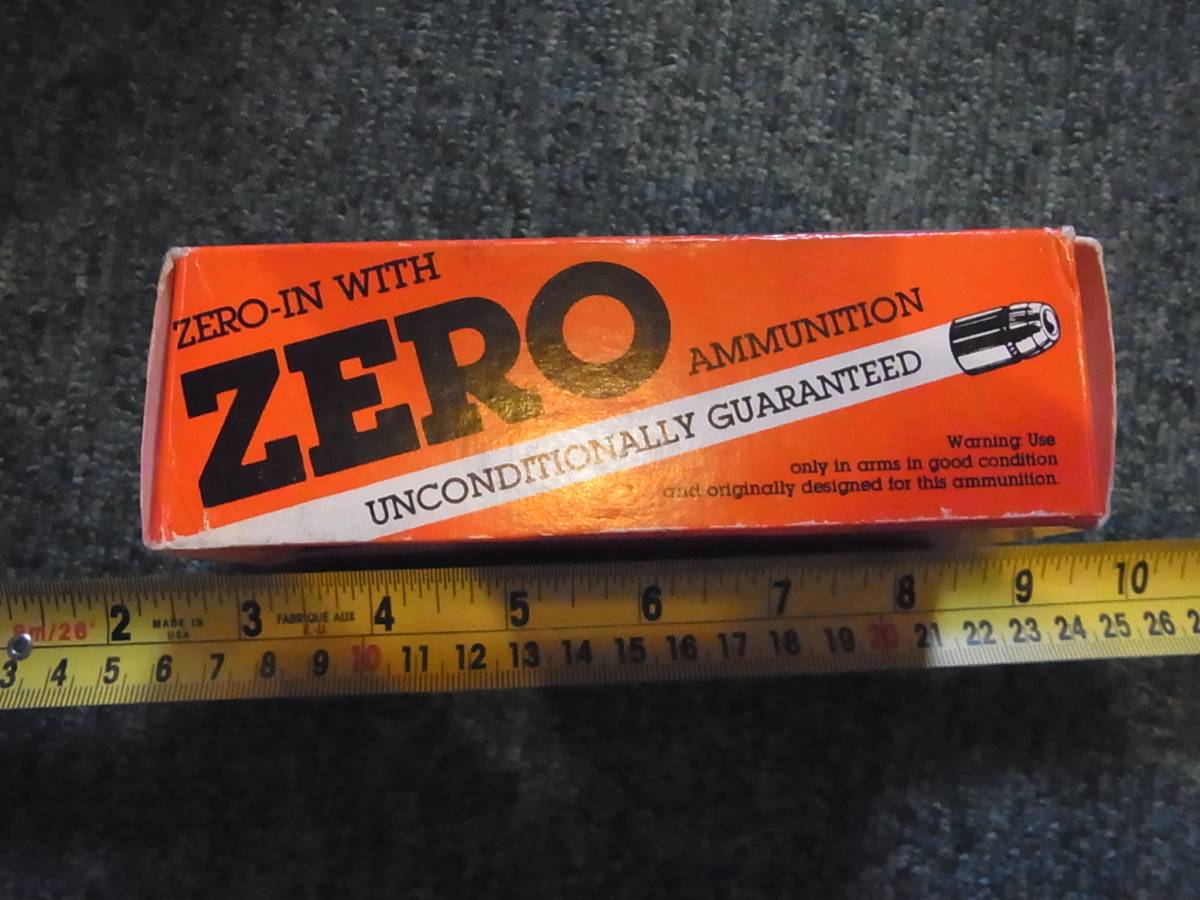 ZERO-IN WITH
ZERO
AMMUNITION
UNCONDITIONALLY GUARANTEED
Warning: Use
only in arms in good condition
and originally designed for this ammunition
2 3 4 5 6 7 8 9 10
8m/26'
MADE IN
USA
FABRIQUÉ AUX
É.-U.
3 4 5 6 7 8 9 10 11 12 13 14 15 16 17 18 19 20 21 22 23 24 25 26